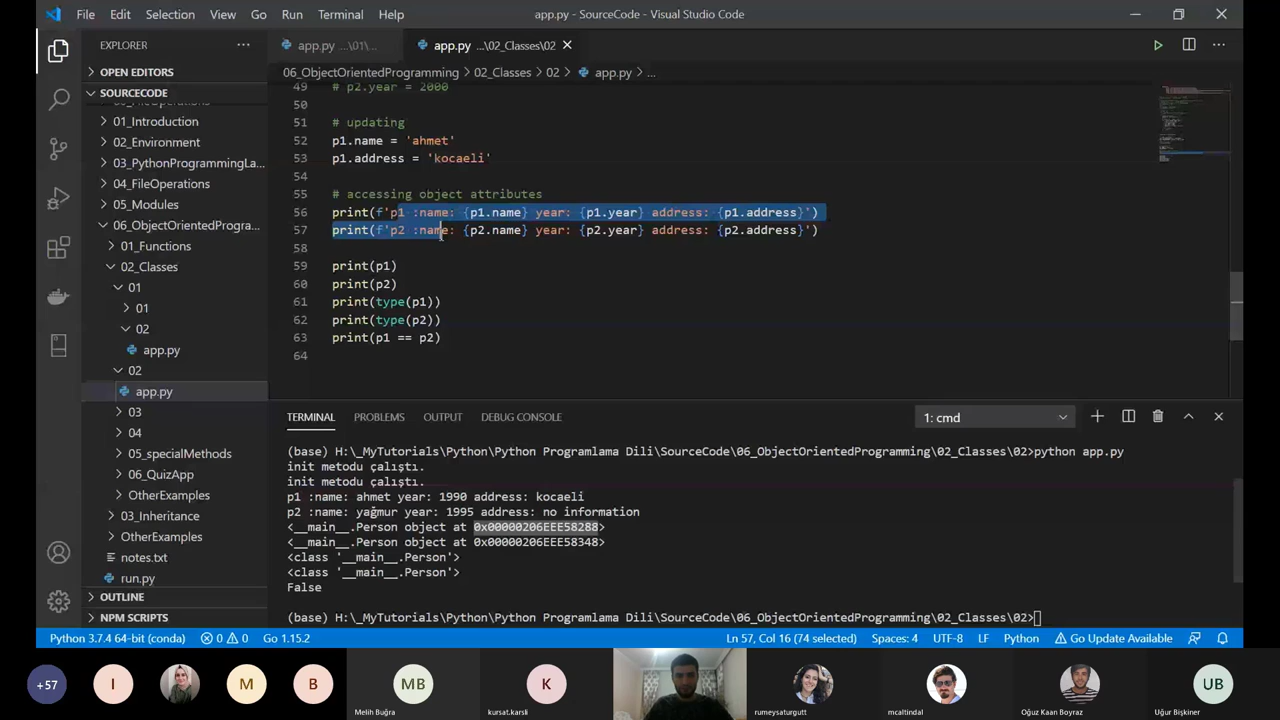 File Edit Selection View Go Run Terminal Help app.py - SourceCode - Visual Studio Code
EXPLORER
app.py ...\01\...
app.py ...\02_Classes\02
OPEN EDITORS
06_ObjectOrientedProgramming > 02_Classes > 02 > app.py > ...
SOURCECODE
01_Introduction
02_Environment
03_PythonProgrammingLa...
04_FileOperations
05_Modules
06_ObjectOrientedProgra...
01_Functions
02_Classes
01
01
02
app.py
02
app.py
03
04
05_specialMethods
06_QuizApp
OtherExamples
03_Inheritance
OtherExamples
notes.txt
run.py
OUTLINE
NPM SCRIPTS
49 # p2.year = 2000
50
51 # updating
52 p1.name = 'ahmet'
53 p1.address = 'kocaeli'
54
55 # accessing object attributes
56 print(f'p1 :name: {p1.name} year: {p1.year} address: {p1.address}')
57 print(f'p2 :name: {p2.name} year: {p2.year} address: {p2.address}')
58
59 print(p1)
60 print(p2)
61 print(type(p1))
62 print(type(p2))
63 print(p1 == p2)
64
TERMINAL PROBLEMS OUTPUT DEBUG CONSOLE 1: cmd
(base) H:\_MyTutorials\Python\Python Programlama Dili\SourceCode\06_ObjectOrientedProgramming\02_Classes\02>python app.py
init metodu çalıştı.
init metodu çalıştı.
p1 :name: ahmet year: 1990 address: kocaeli
p2 :name: yağmur year: 1995 address: no information
<__main__.Person object at 0x00000206EEE58288>
<__main__.Person object at 0x00000206EEE58348>
<class '__main__.Person'>
<class '__main__.Person'>
False
(base) H:\_MyTutorials\Python\Python Programlama Dili\SourceCode\06_ObjectOrientedProgramming\02_Classes\02>
Python 3.7.4 64-bit (conda) 0 0 Go 1.15.2 Ln 57, Col 16 (74 selected) Spaces: 4 UTF-8 LF Python Go Update Available
+57 I M B MB K UB
Melih Buğra kursat.karsli rumeysaturgutt mcaltindal Oğuz Kaan Boyraz Uğur Bişkiner